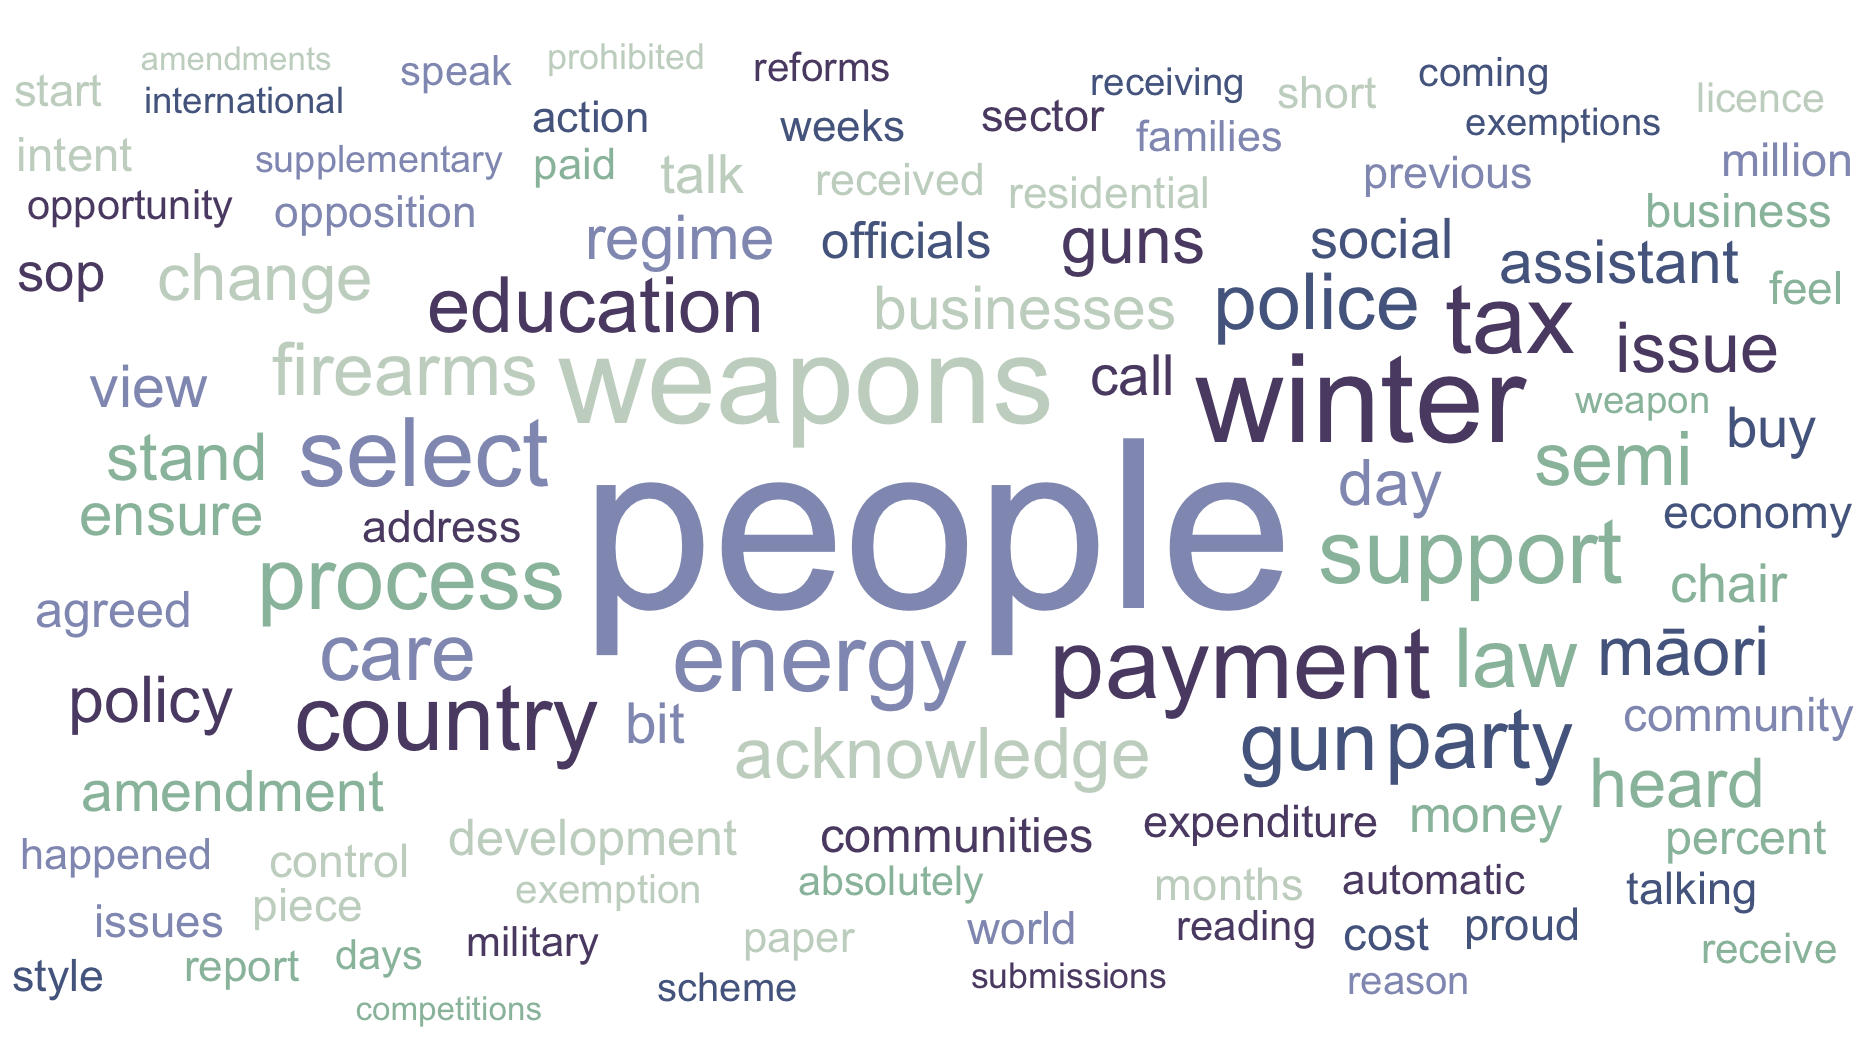 amendments speak prohibited reforms receiving coming
start international action sector short licence
weeks families exemptions
intent supplementary paid talk received previous million
opportunity opposition residential business
regime officials guns social assistant
sop change education businesses police tax feel
view firearms weapons call winter issue
weapon buy
stand select day semi
ensure address people economy
process support chair
agreed care energy payment law māori
policy country bit community
acknowledge gun party
amendment heard
happened control development communities expenditure money percent
piece exemption absolutely months automatic talking
issues military paper world reading cost proud
style report days scheme submissions reason receive
competitions